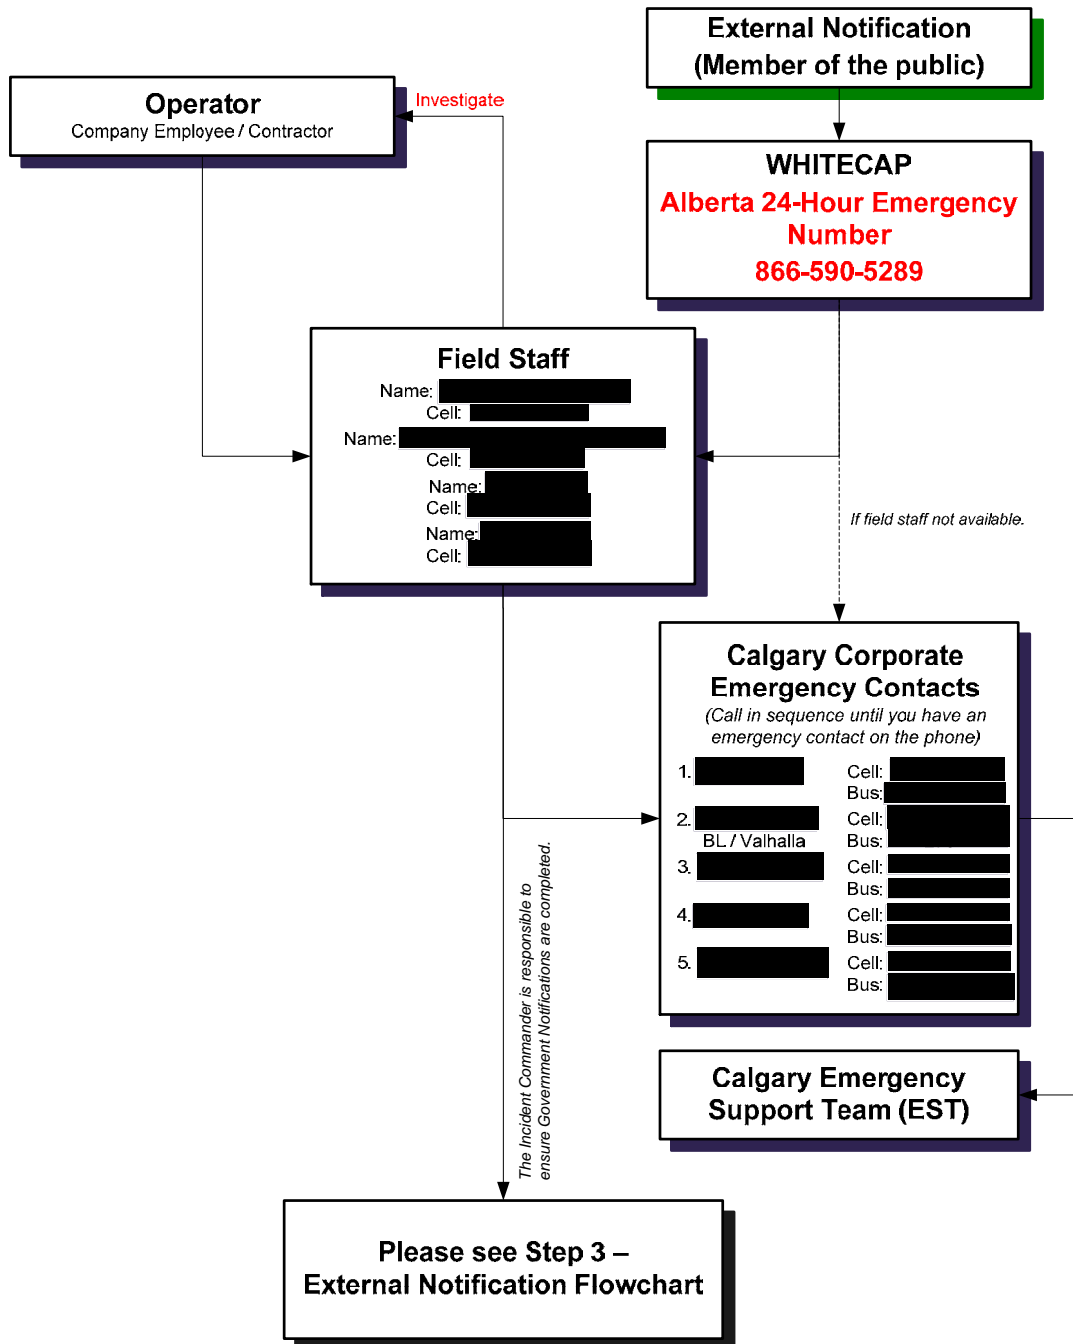 External Notification
(Member of the public)
Operator
Company Employee / Contractor
Investigate
WHITECAP
Alberta 24-Hour Emergency
Number
866-590-5289
Field Staff
Name:
Cell:
Name:
Cell:
Name:
Cell:
Name:
Cell:
If field staff not available.
Calgary Corporate
Emergency Contacts
(Call in sequence until you have an
emergency contact on the phone)
1. Cell:
Bus:
2. Cell:
BL / Valhalla Bus:
3. Cell:
Bus:
4. Cell:
Bus:
5. Cell:
Bus:
The Incident Commander is responsible to
ensure Government Notifications are completed.
Calgary Emergency
Support Team (EST)
Please see Step 3 –
External Notification Flowchart